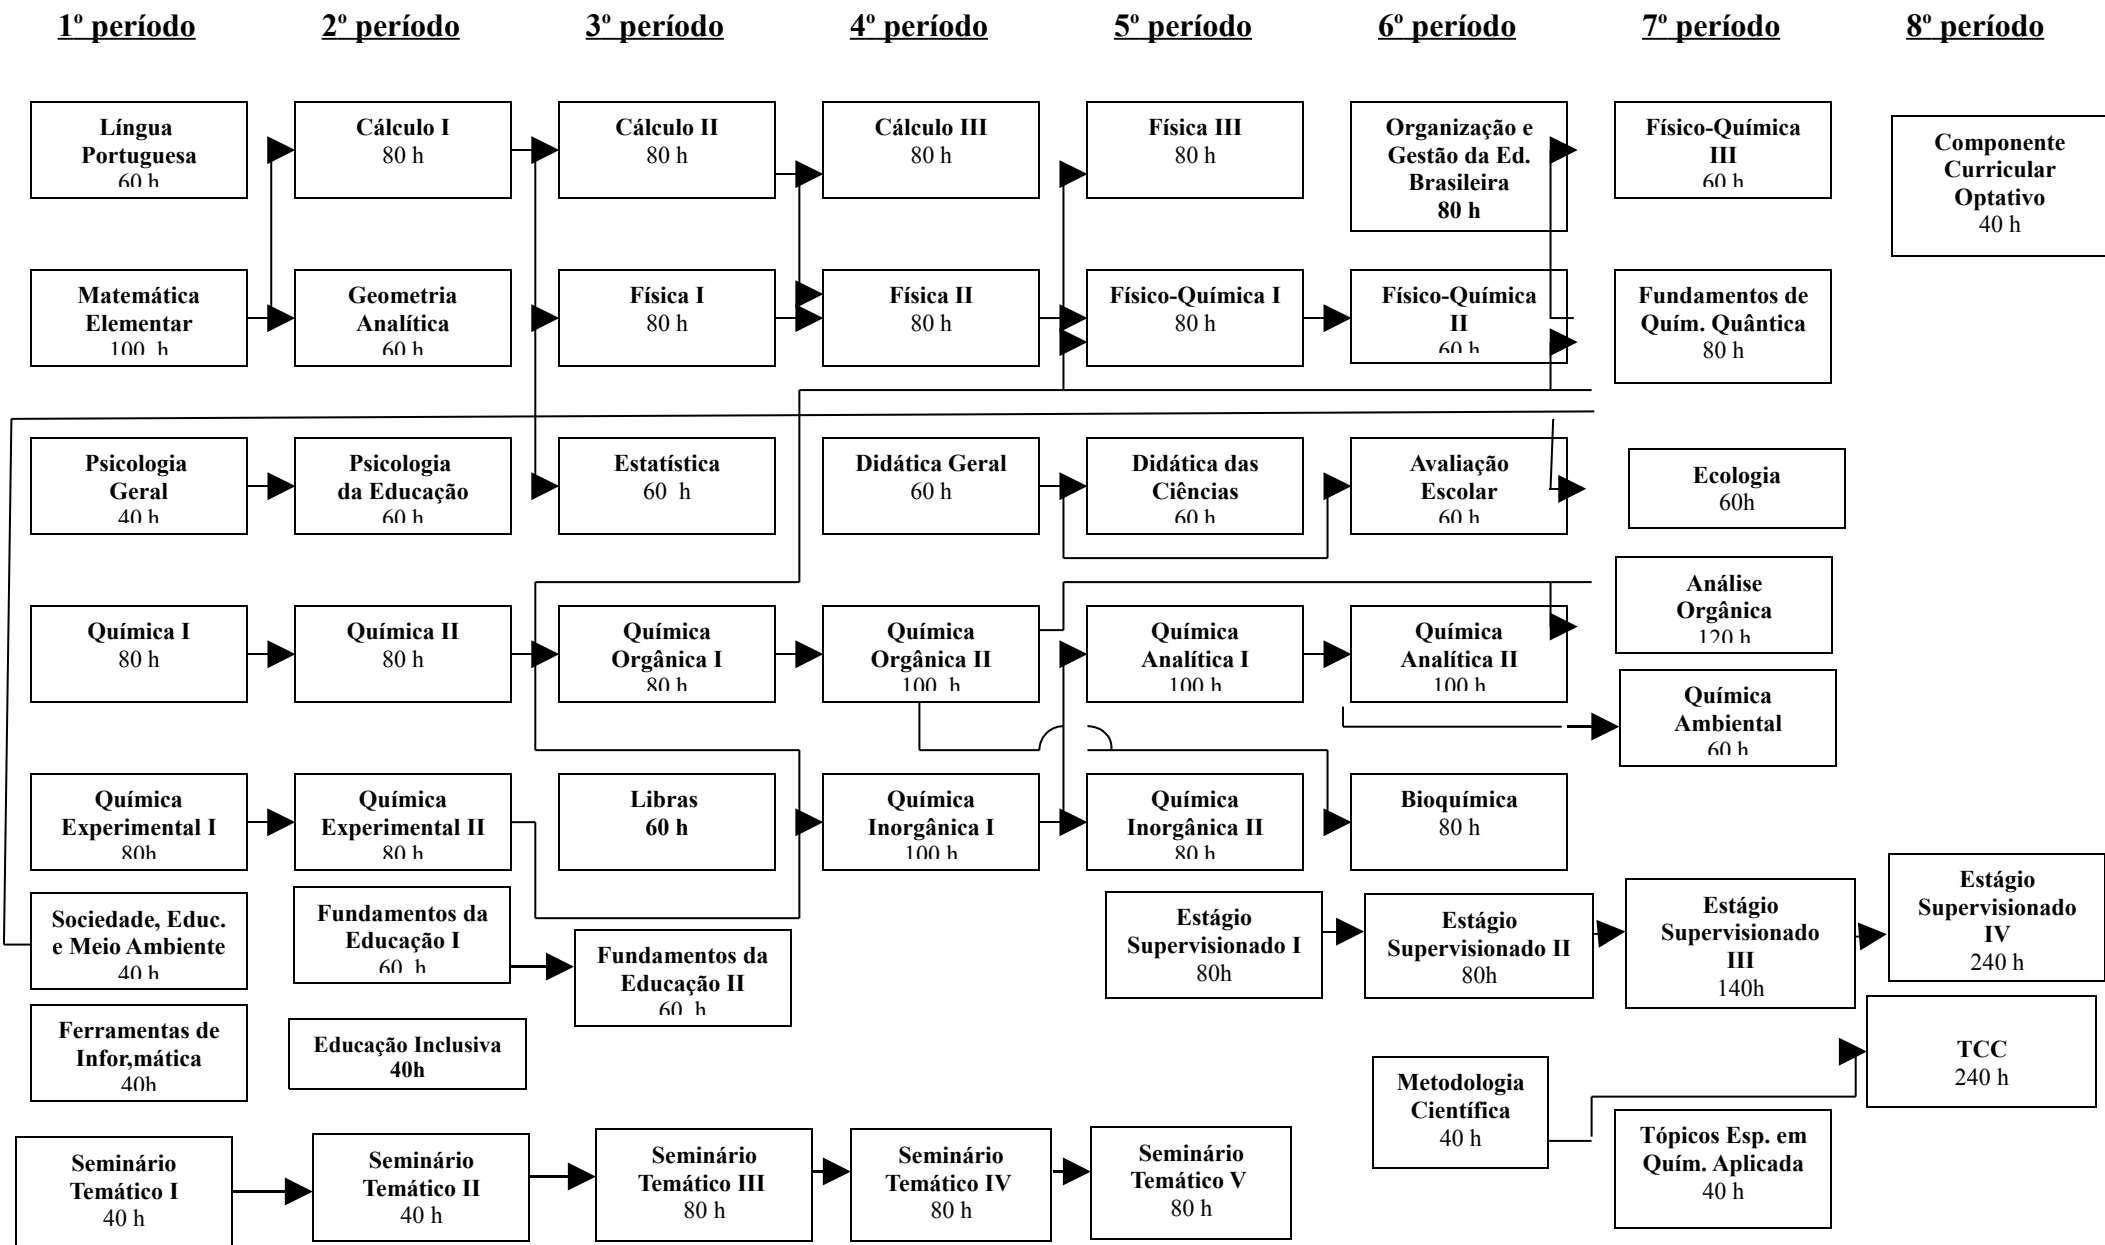 1º período
2º período
3º período
4º período
5º período
6º período
7º período
8º período
Língua
Portuguesa
60 h
Cálculo I
80 h
Cálculo II
80 h
Cálculo III
80 h
Física III
80 h
Organização e
Gestão da Ed.
Brasileira
80 h
Físico-Química
III
60 h
Componente
Curricular
Optativo
40 h
Matemática
Elementar
100 h
Geometria
Analítica
60 h
Física I
80 h
Física II
80 h
Físico-Química I
80 h
Físico-Química
II
60 h
Fundamentos de
Quím. Quântica
80 h
Psicologia
Geral
40 h
Psicologia
da Educação
60 h
Estatística
60 h
Didática Geral
60 h
Didática das
Ciências
60 h
Avaliação
Escolar
60 h
Ecologia
60h
Análise
Orgânica
120 h
Química I
80 h
Química II
80 h
Química
Orgânica I
80 h
Química
Orgânica II
100 h
Química
Analítica I
100 h
Química
Analítica II
100 h
Química
Ambiental
60 h
Química
Experimental I
80h
Química
Experimental II
80 h
Libras
60 h
Química
Inorgânica I
100 h
Química
Inorgânica II
80 h
Bioquímica
80 h
Sociedade, Educ.
e Meio Ambiente
40 h
Fundamentos da
Educação I
60 h
Fundamentos da
Educação II
60 h
Estágio
Supervisionado I
80h
Estágio
Supervisionado II
80h
Estágio
Supervisionado
III
140h
Estágio
Supervisionado
IV
240 h
Ferramentas de
Infor,mática
40h
Educação Inclusiva
40h
Metodologia
Científica
40 h
TCC
240 h
Seminário
Temático I
40 h
Seminário
Temático II
40 h
Seminário
Temático III
80 h
Seminário
Temático IV
80 h
Seminário
Temático V
80 h
Tópicos Esp. em
Quím. Aplicada
40 h